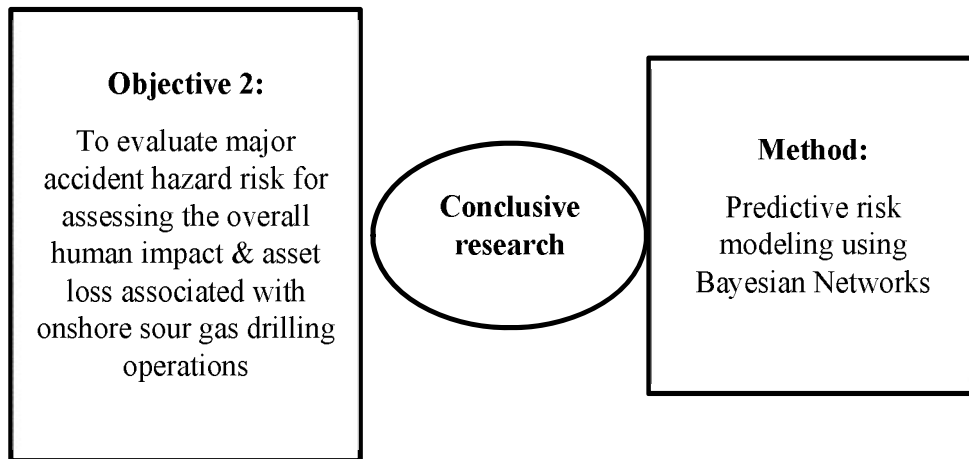 Objective 2:
To evaluate major
accident hazard risk for
assessing the overall
human impact & asset
loss associated with
onshore sour gas drilling
operations
Conclusive
research
Method:
Predictive risk
modeling using
Bayesian Networks